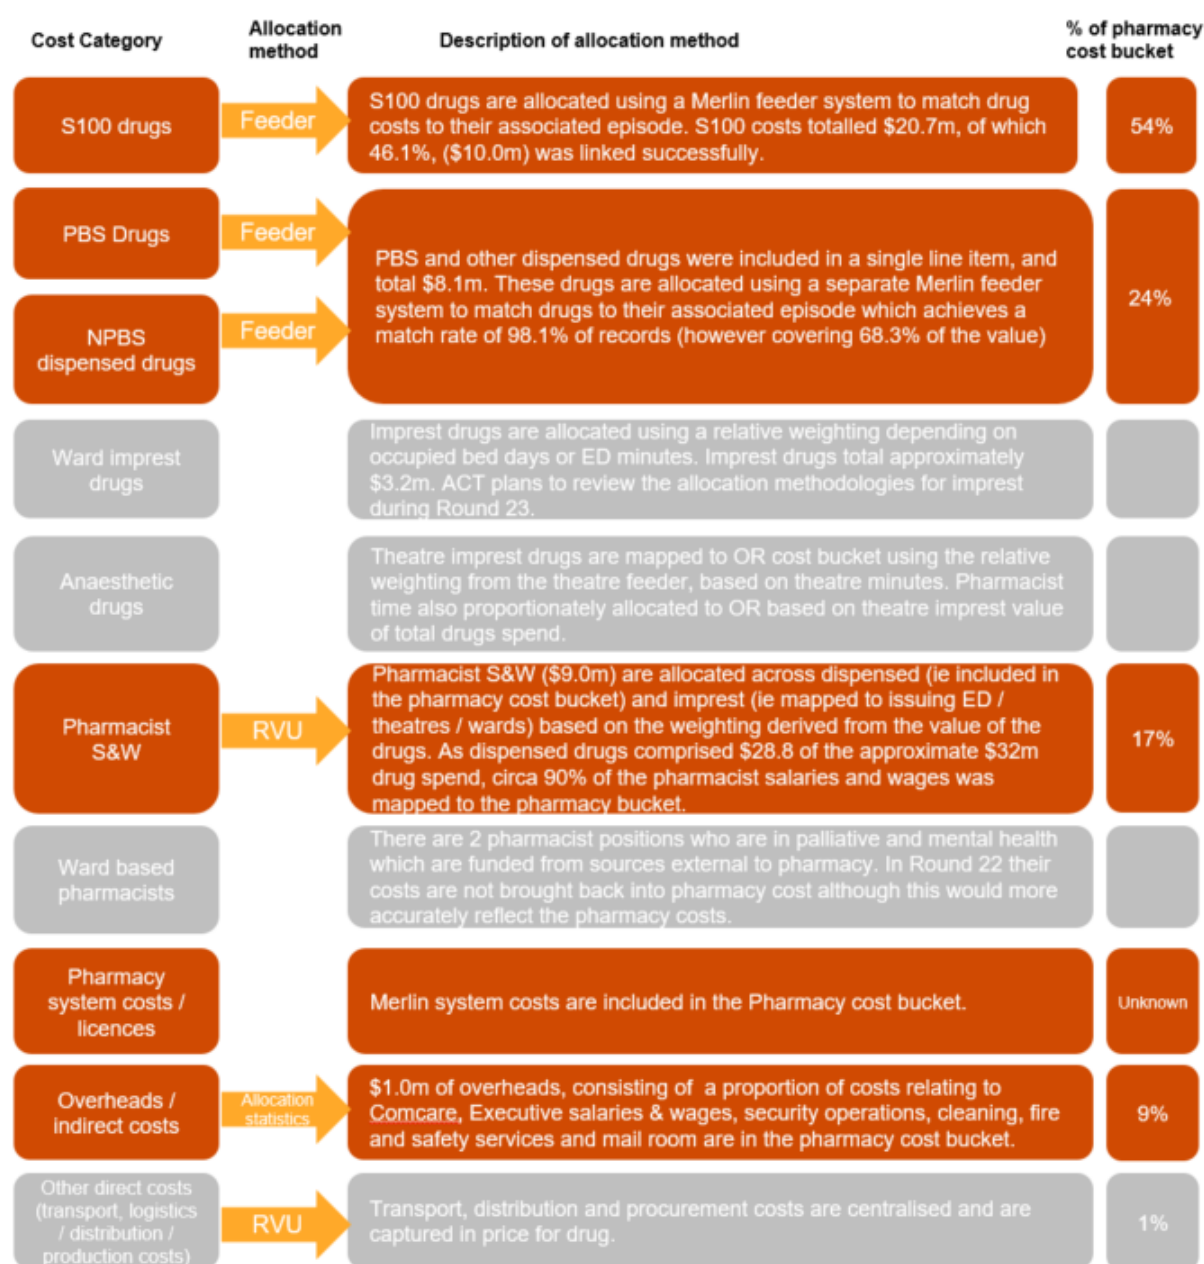 Cost Category
Allocation
method
Description of allocation method
% of pharmacy
cost bucket
S100 drugs
Feeder
S100 drugs are allocated using a Merlin feeder system to match drug
costs to their associated episode. S100 costs totalled $20.7m, of which
46.1%, ($10.0m) was linked successfully.
54%
PBS Drugs
Feeder
NPBS
dispensed drugs
Feeder
PBS and other dispensed drugs were included in a single line item, and
total $8.1m. These drugs are allocated using a separate Merlin feeder
system to match drugs to their associated episode which achieves a
match rate of 98.1% of records (however covering 68.3% of the value)
24%
Ward imprest
drugs
Imprest drugs are allocated using a relative weighting depending on
occupied bed days or ED minutes. Imprest drugs total approximately
$3.2m. ACT plans to review the allocation methodologies for imprest
during Round 23.
Anaesthetic
drugs
Theatre imprest drugs are mapped to OR cost bucket using the relative
weighting from the theatre feeder, based on theatre minutes. Pharmacist
time also proportionately allocated to OR based on theatre imprest value
of total drugs spend.
Pharmacist
S&W
RVU
Pharmacist S&W ($9.0m) are allocated across dispensed (ie included in
the pharmacy cost bucket) and imprest (ie mapped to issuing ED /
theatres / wards) based on the weighting derived from the value of the
drugs. As dispensed drugs comprised $28.8 of the approximate $32m
drug spend, circa 90% of the pharmacist salaries and wages was
mapped to the pharmacy bucket.
17%
Ward based
pharmacists
There are 2 pharmacist positions who are in palliative and mental health
which are funded from sources external to pharmacy. In Round 22 their
costs are not brought back into pharmacy cost although this would more
accurately reflect the pharmacy costs.
Pharmacy
system costs /
licences
Merlin system costs are included in the Pharmacy cost bucket.
Unknown
Overheads /
indirect costs
Allocation
statistics
$1.0m of overheads, consisting of a proportion of costs relating to
Comcare, Executive salaries & wages, security operations, cleaning, fire
and safety services and mail room are in the pharmacy cost bucket.
9%
Other direct costs
(transport, logistics
/ distribution /
production costs)
RVU
Transport, distribution and procurement costs are centralised and are
captured in price for drug.
1%